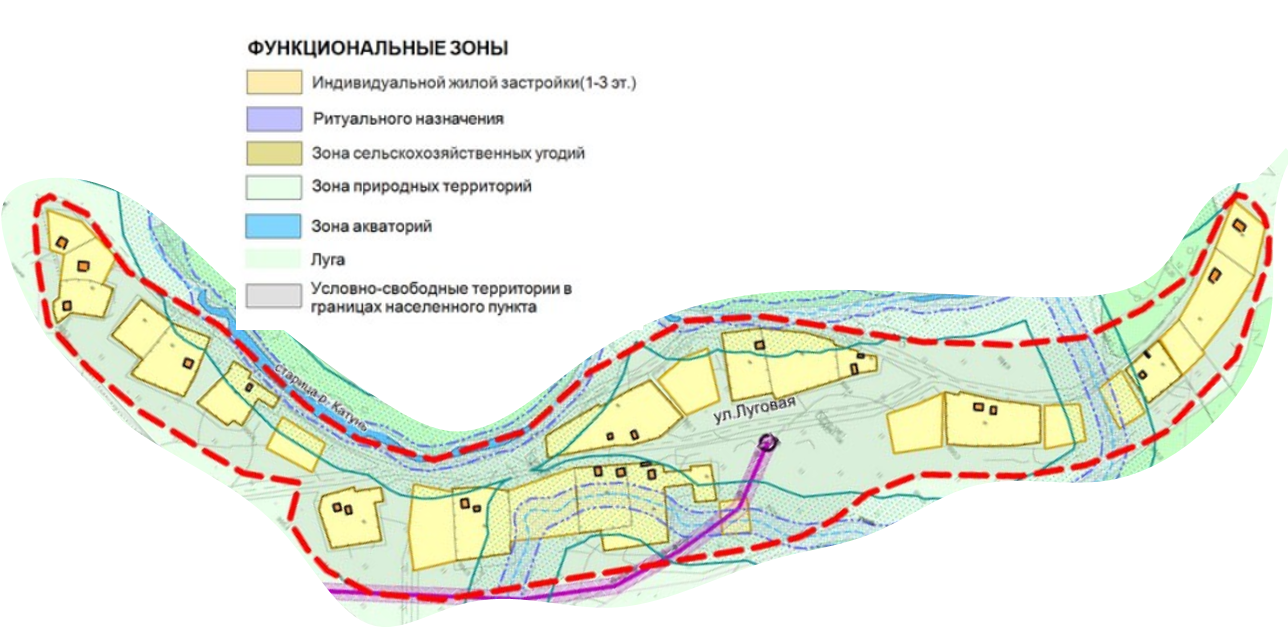 ФУНКЦИОНАЛЬНЫЕ ЗОНЫ
Индивидуальной жилой застройки(1-3 эт.)
Ритуального назначения
Зона сельскохозяйственных угодий
Зона природных территорий
Зона акваторий
Луга
Условно-свободные территории в
границах населенного пункта
старица р. Катунь
ул.Луговая